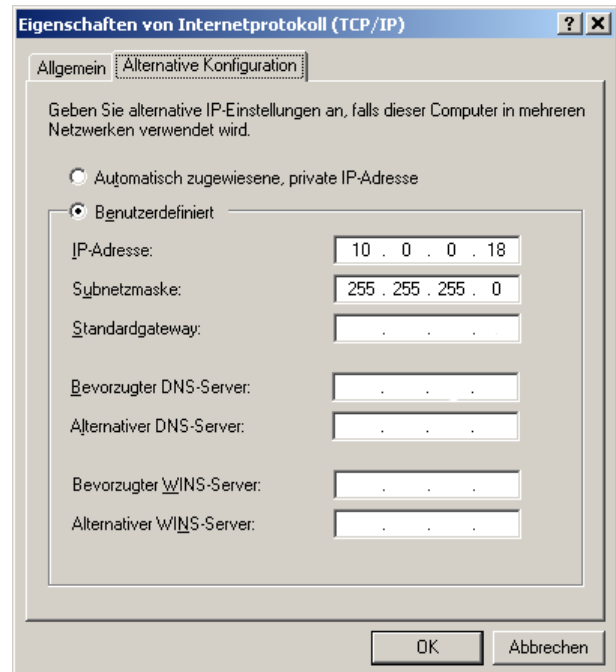 Eigenschaften von Internetprotokoll (TCP/IP)
Allgemein
Alternative Konfiguration
Geben Sie alternative IP-Einstellungen an, falls dieser Computer in mehreren
Netzwerken verwendet wird.
Automatisch zugewiesene, private IP-Adresse
Benutzerdefiniert
IP-Adresse: 10 . 0 . 0 . 18
Subnetzmaske: 255 . 255 . 255 . 0
Standardgateway: . . .
Bevorzugter DNS-Server: . . .
Alternativer DNS-Server: . . .
Bevorzugter WINS-Server: . . .
Alternativer WINS-Server: . . .
OK Abbrechen